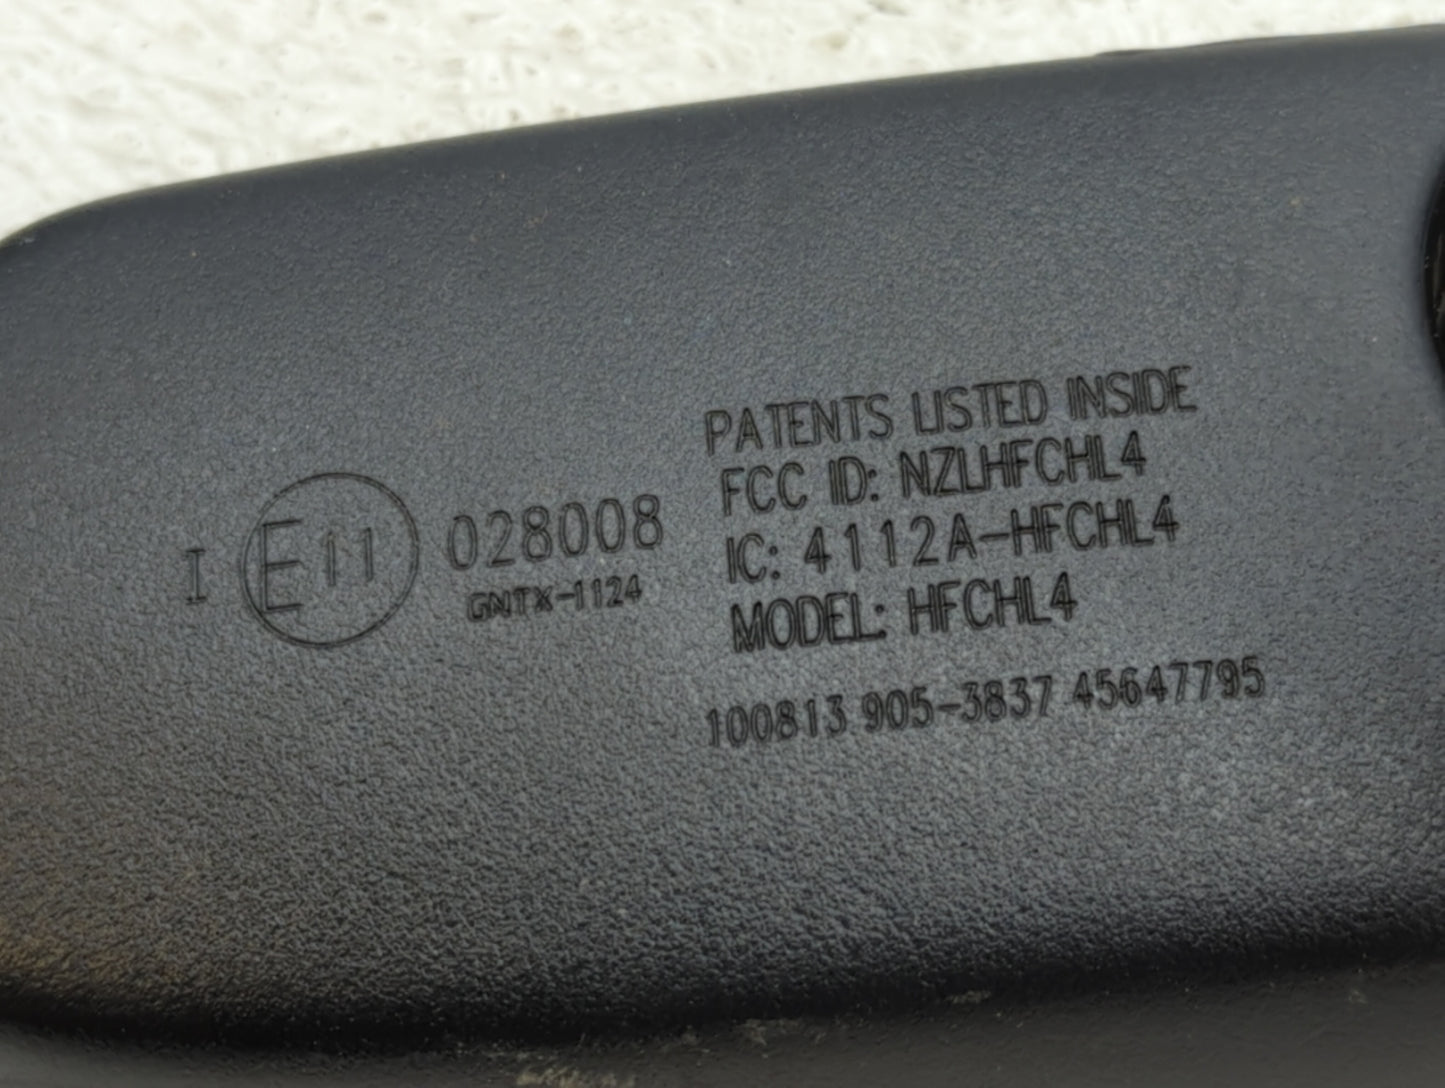 I E11 028008
GNTX-1124
PATENTS LISTED INSIDE
FCC ID: NZLHFCHL4
IC: 4112A-HFCHL4
MODEL: HFCHL4
100813 905-3837 45647795